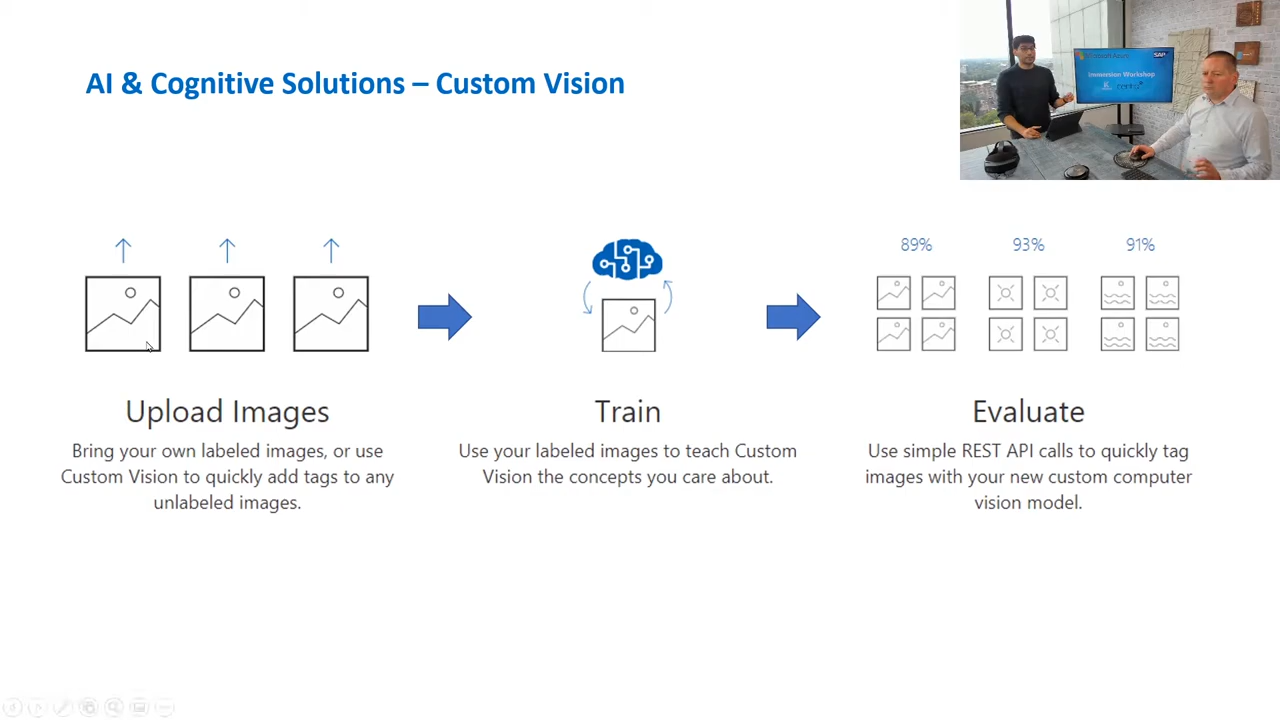 AI & Cognitive Solutions – Custom Vision
SAP
Immersion Workshop
89%
93%
91%
Upload Images
Train
Evaluate
Bring your own labeled images, or use
Custom Vision to quickly add tags to any
unlabeled images.
Use your labeled images to teach Custom
Vision the concepts you care about.
Use simple REST API calls to quickly tag
images with your new custom computer
vision model.